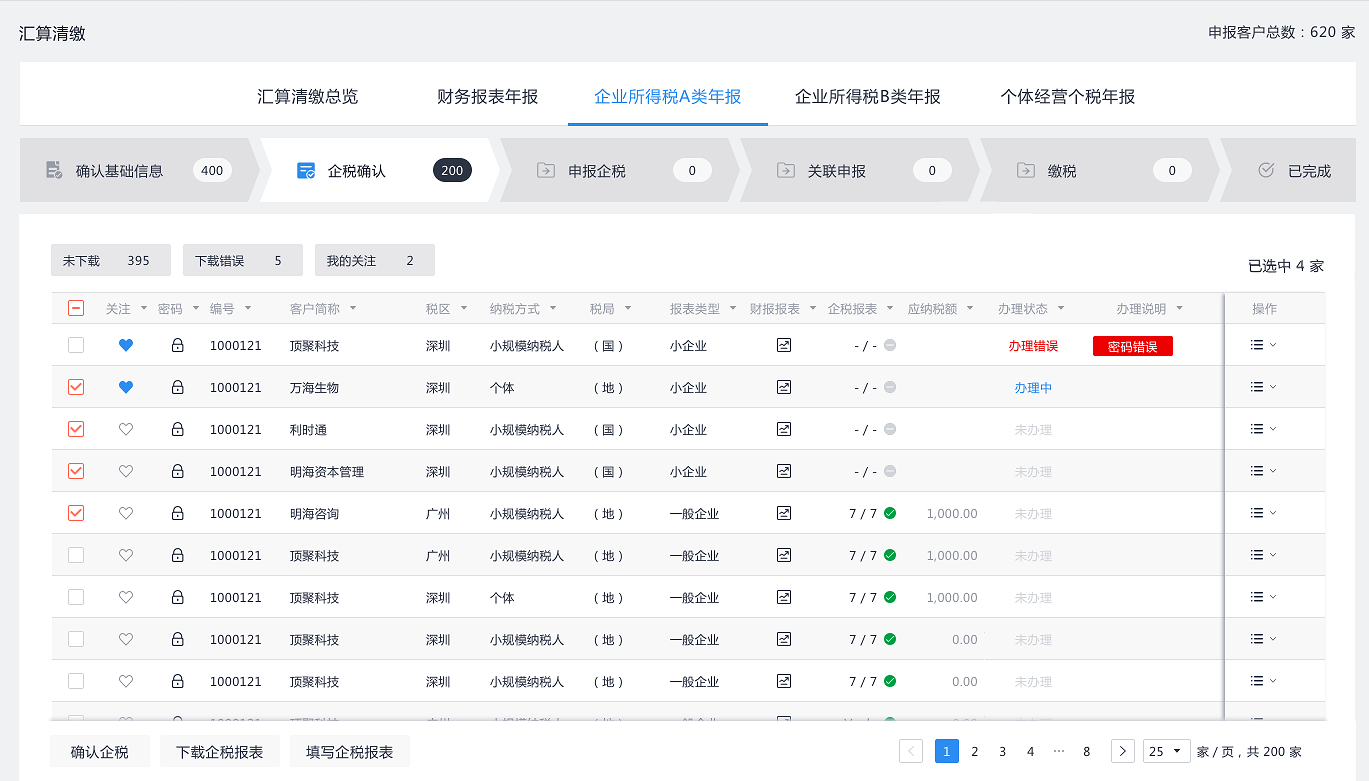 汇算清缴 申报客户总数：620 家
汇算清缴总览 财务报表年报 企业所得税A类年报 企业所得税B类年报 个体经营个税年报
确认基础信息 400 企税确认 200 申报企税 0 关联申报 0 缴税 0 已完成
未下载 395 下载错误 5 我的关注 2 已选中 4 家
关注 密码 编号 客户简称 税区 纳税方式 税局 报表类型 财报报表 企税报表 应纳税额 办理状态 办理说明 操作
1000121 顶聚科技 深圳 小规模纳税人 （国） 小企业 - / - 办理错误 密码错误
1000121 万海生物 深圳 个体 （地） 小企业 - / - 办理中
1000121 利时通 深圳 小规模纳税人 （国） 小企业 - / - 未办理
1000121 明海资本管理 深圳 小规模纳税人 （国） 小企业 - / - 未办理
1000121 明海咨询 广州 小规模纳税人 （地） 一般企业 7 / 7 1,000.00 未办理
1000121 顶聚科技 广州 小规模纳税人 （地） 一般企业 7 / 7 1,000.00 未办理
1000121 顶聚科技 深圳 个体 （地） 一般企业 7 / 7 1,000.00 未办理
1000121 顶聚科技 深圳 小规模纳税人 （地） 一般企业 7 / 7 0.00 未办理
1000121 顶聚科技 深圳 小规模纳税人 （地） 一般企业 7 / 7 0.00 未办理
确认企税 下载企税报表 填写企税报表 1 2 3 4 ··· 8 25 家 / 页，共 200 家